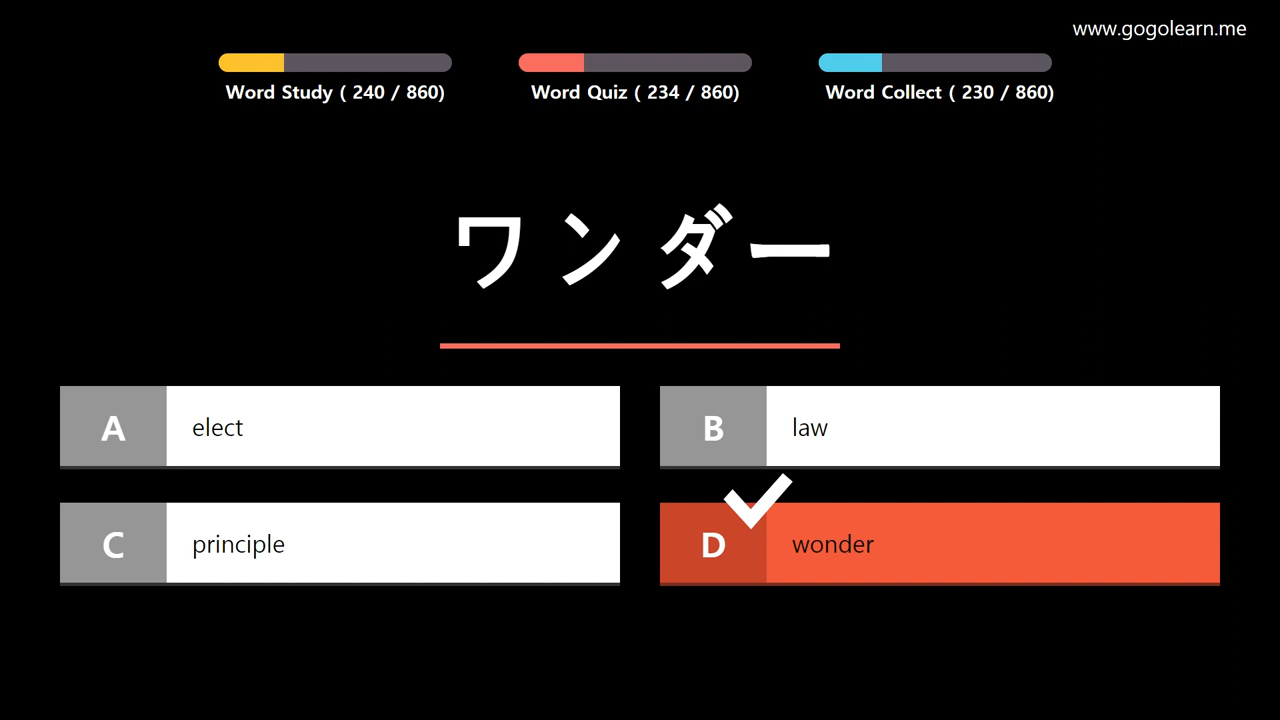 www.gogolearn.me
Word Study ( 240 / 860)
Word Quiz ( 234 / 860)
Word Collect ( 230 / 860)
ワンダー
A elect
B law
C principle
D wonder